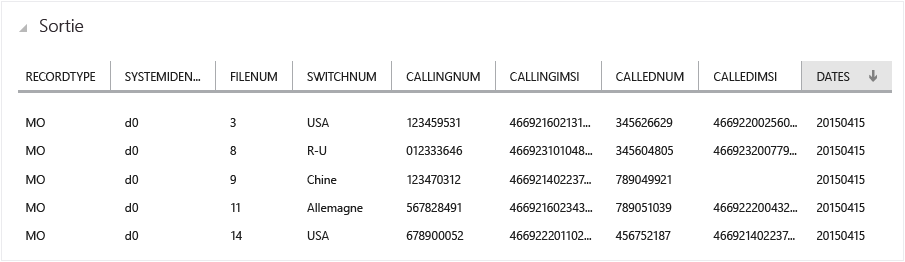 Sortie
RECORDTYPE SYSTEMIDEN... FILENUM SWITCHNUM CALLINGNUM CALLINGIMSI CALLEDNUM CALLEDIMSI DATES
MO d0 3 USA 123459531 466921602131... 345626629 466922002560... 20150415
MO d0 8 R-U 012333646 466923101048... 345604805 466923200779... 20150415
MO d0 9 Chine 123470312 466921402237... 789049921 20150415
MO d0 11 Allemagne 567828491 466921602343... 789051039 466922200432... 20150415
MO d0 14 USA 678900052 466922201102... 456752187 466921402237... 20150415